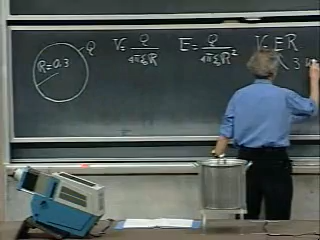 R=0.3
Q
V= Q / 4πε₀R
E= Q / 4πε₀R²
V= ER
R 3